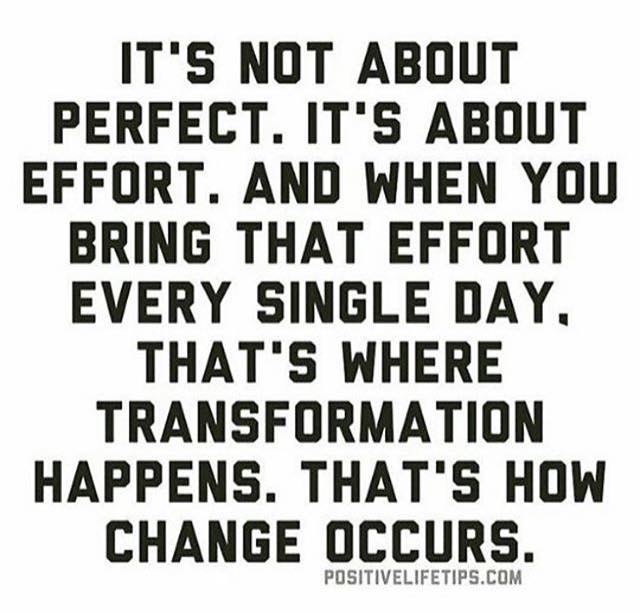 IT'S NOT ABOUT
PERFECT. IT'S ABOUT
EFFORT. AND WHEN YOU
BRING THAT EFFORT
EVERY SINGLE DAY.
THAT'S WHERE
TRANSFORMATION
HAPPENS. THAT'S HOW
CHANGE OCCURS.
POSITIVELIFETIPS.COM